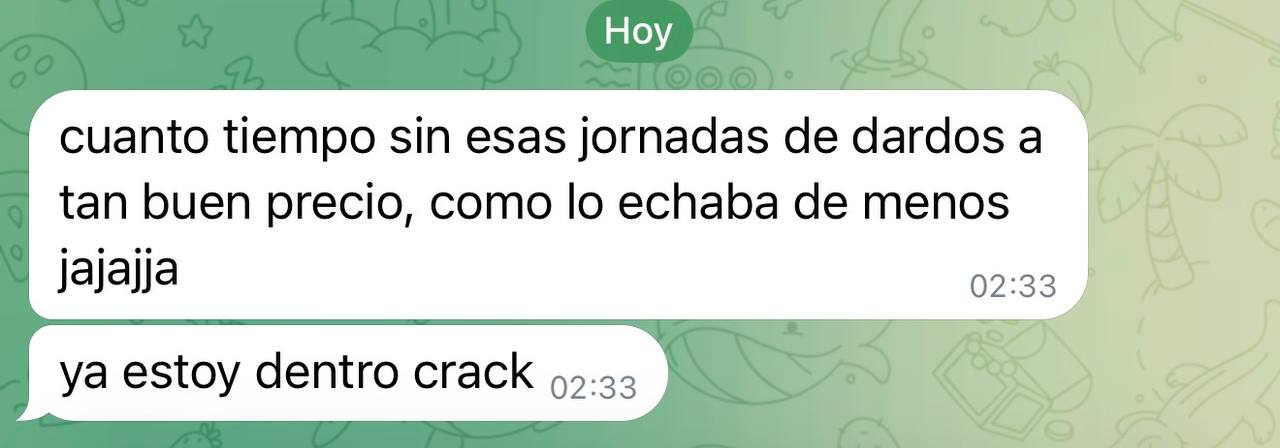 Hoy
cuanto tiempo sin esas jornadas de dardos a
tan buen precio, como lo echaba de menos
jajajja
02:33
ya estoy dentro crack 02:33